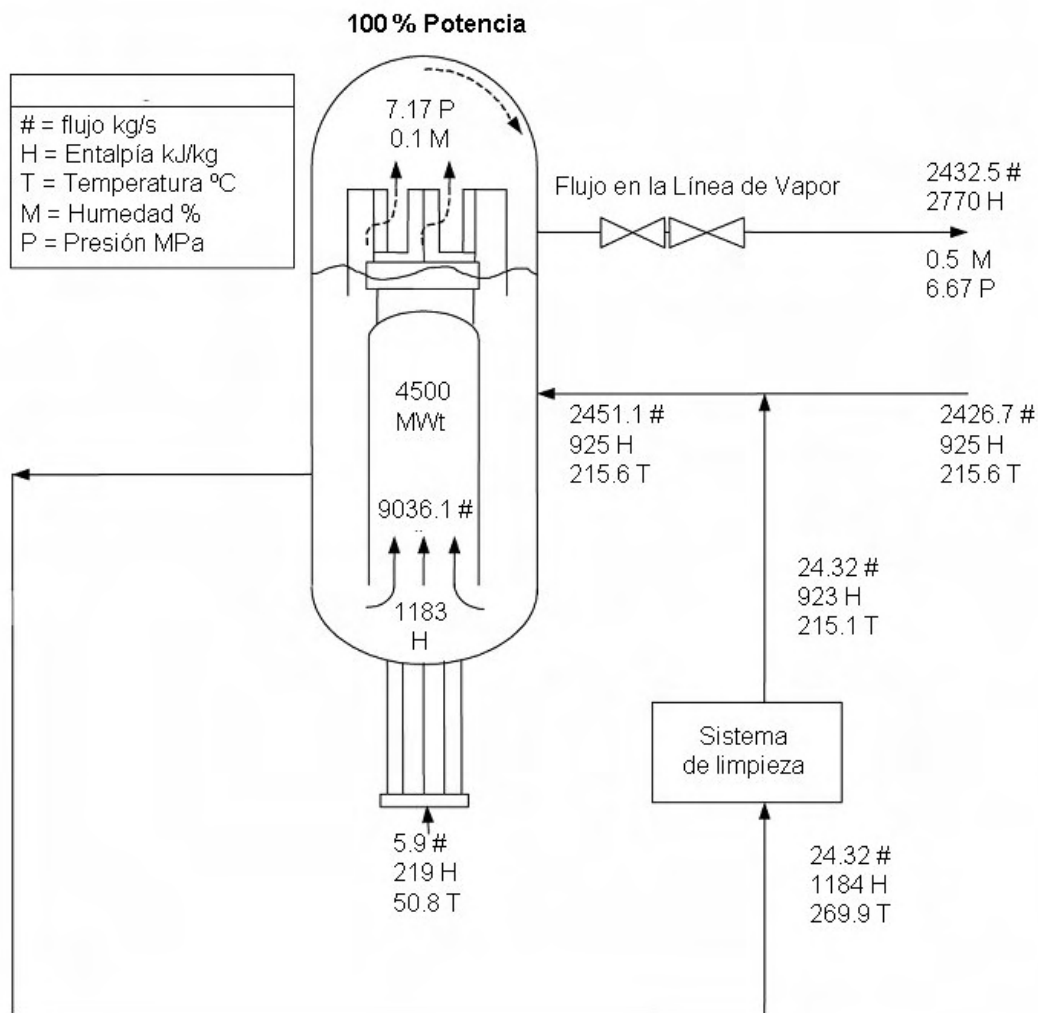 100 % Potencia
# = flujo kg/s
H = Entalpía kJ/kg
T = Temperatura ºC
M = Humedad %
P = Presión MPa
7.17 P
0.1 M
Flujo en la Línea de Vapor
2432.5 #
2770 H
0.5 M
6.67 P
4500
MWt
2451.1 #
925 H
215.6 T
2426.7 #
925 H
215.6 T
9036.1 #
1183
H
24.32 #
923 H
215.1 T
Sistema
de limpieza
5.9 #
219 H
50.8 T
24.32 #
1184 H
269.9 T